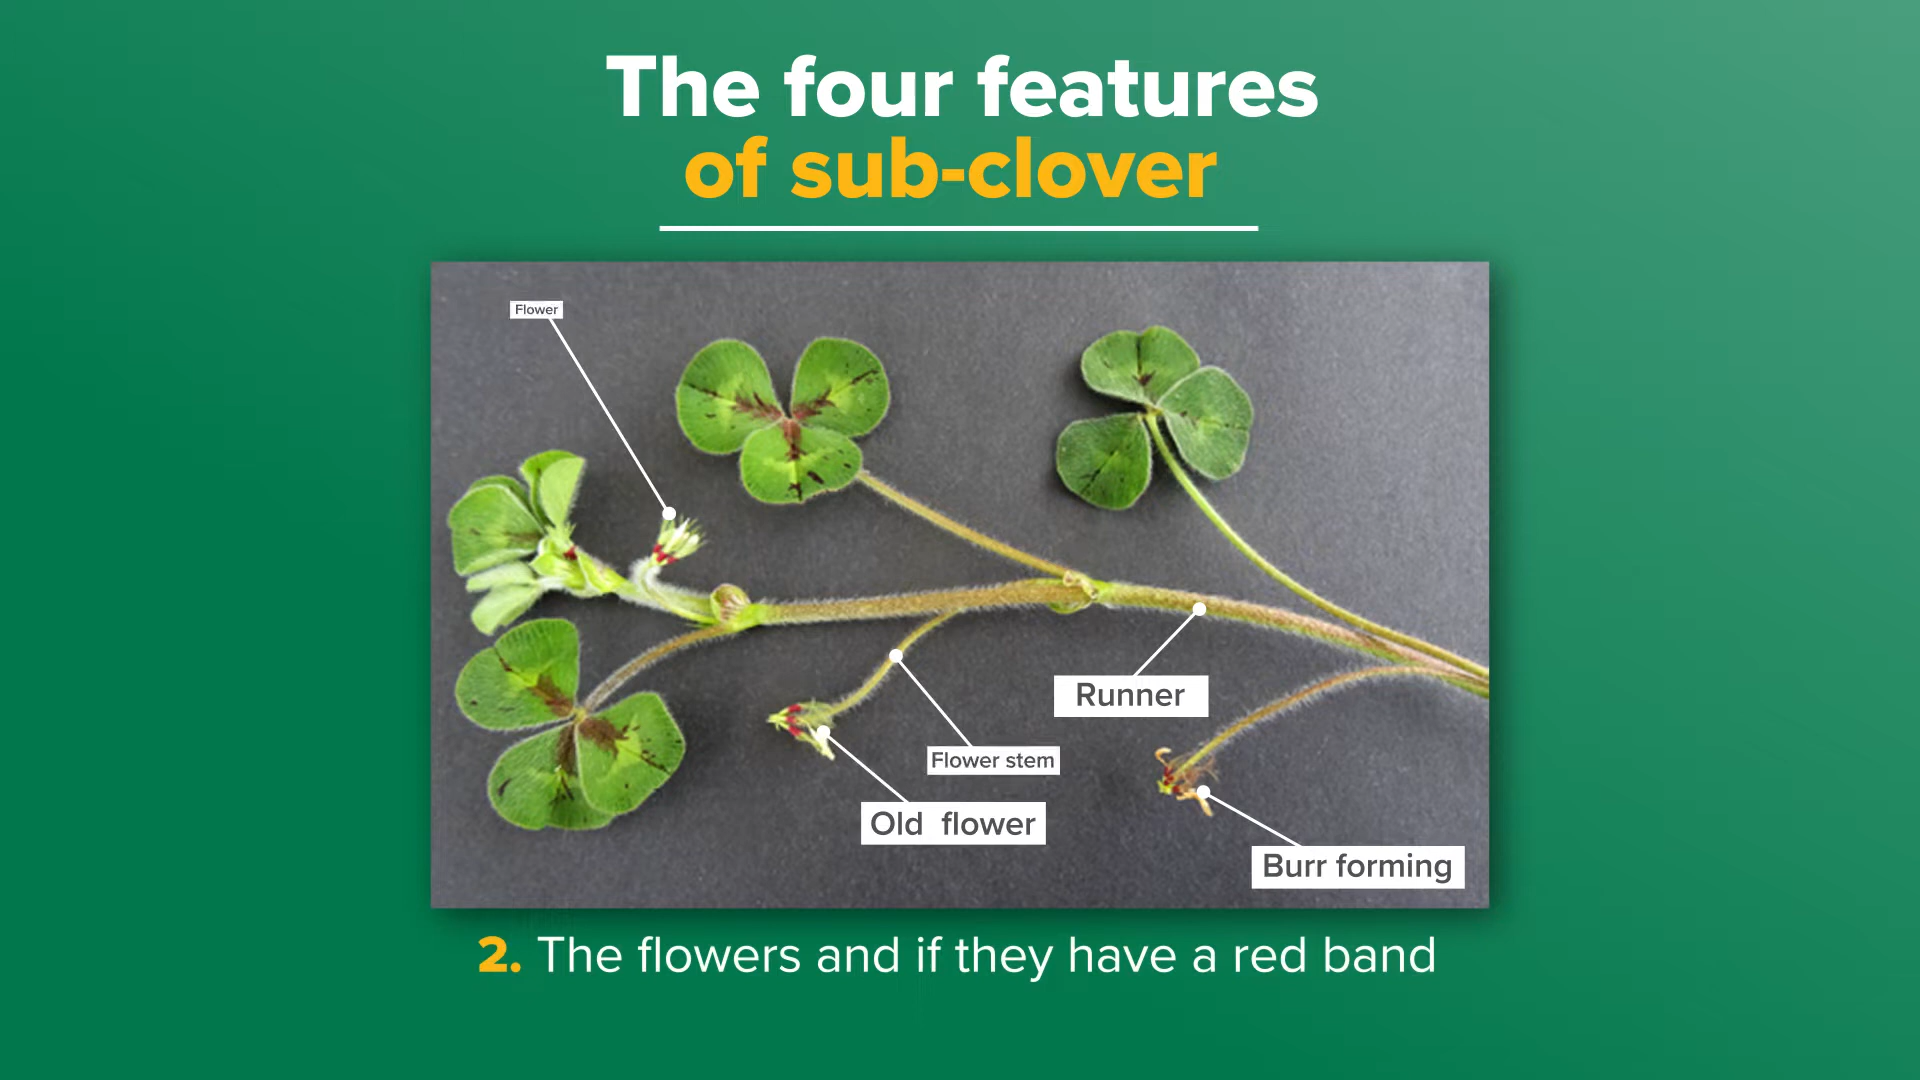 The four features
of sub-clover
Flower
Runner
Flower stem
Old flower
Burr forming
2. The flowers and if they have a red band